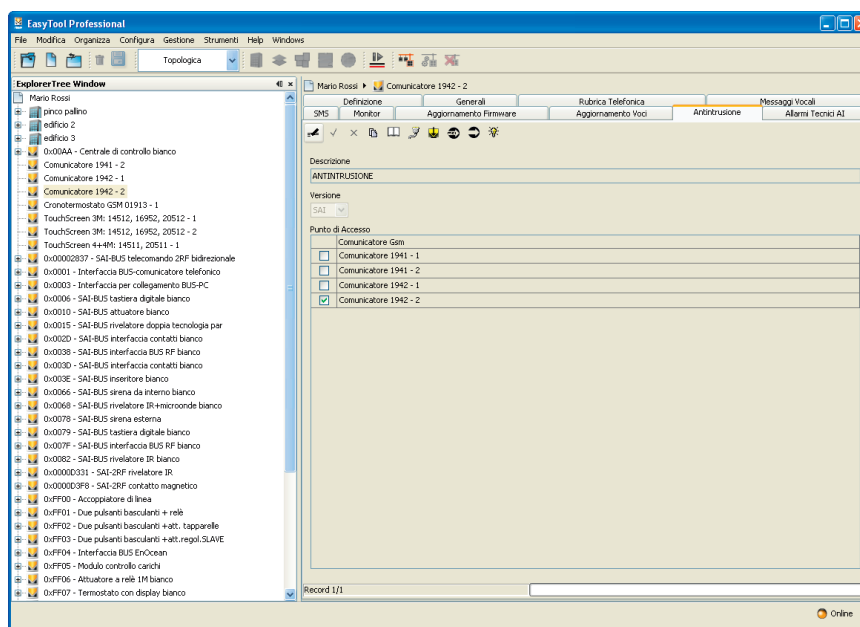 EasyTool Professional
File Modifica Organizza Configura Gestione Strumenti Help Windows
Topologica
ExplorerTree Window
Mario Rossi
pinco pallino
edificio 2
edificio 3
0x00AA - Centrale di controllo bianco
Comunicatore 1941 - 2
Comunicatore 1942 - 1
Comunicatore 1942 - 2
Cronotermostato GSM 01913 - 1
TouchScreen 3M: 14512, 16952, 20512 - 1
TouchScreen 3M: 14512, 16952, 20512 - 2
TouchScreen 4+4M: 14511, 20511 - 1
0x00002837 - SAI-BUS telecomando 2RF bidirezionale
0x0001 - Interfaccia BUS-comunicatore telefonico
0x0003 - Interfaccia per collegamento BUS-PC
0x0006 - SAI-BUS tastiera digitale bianco
0x0010 - SAI-BUS attuatore bianco
0x0015 - SAI-BUS rivelatore doppia tecnologia par
0x002D - SAI-BUS interfaccia contatti bianco
0x0038 - SAI-BUS interfaccia BUS RF bianco
0x003D - SAI-BUS interfaccia contatti bianco
0x003E - SAI-BUS inseritore bianco
0x0066 - SAI-BUS sirena da interno bianco
0x0068 - SAI-BUS rivelatore IR+microonde bianco
0x0078 - SAI-BUS sirena esterna
0x0079 - SAI-BUS tastiera digitale bianco
0x007F - SAI-BUS interfaccia BUS RF bianco
0x0082 - SAI-BUS rivelatore IR bianco
0x0000D331 - SAI-2RF rivelatore IR
0x0000D3F8 - SAI-2RF contatto magnetico
0xFF00 - Accoppiatore di linea
0xFF01 - Due pulsanti basculanti + relè
0xFF02 - Due pulsanti basculanti +att. tapparelle
0xFF03 - Due pulsanti basculanti +att.regol.SLAVE
0xFF04 - Interfaccia BUS EnOcean
0xFF05 - Modulo controllo carichi
0xFF06 - Attuatore a relè 1M bianco
0xFF07 - Termostato con display bianco
Mario Rossi Comunicatore 1942 - 2
Definizione Generali Rubrica Telefonica Messaggi Vocali
SMS Monitor Aggiornamento Firmware Aggiornamento Voci Antintrusione Allarmi Tecnici AI
Descrizione
ANTINTRUSIONE
Versione
SAI
Punto di Accesso
Comunicatore Gsm
Comunicatore 1941 - 1
Comunicatore 1941 - 2
Comunicatore 1942 - 1
Comunicatore 1942 - 2
Record 1/1
Online